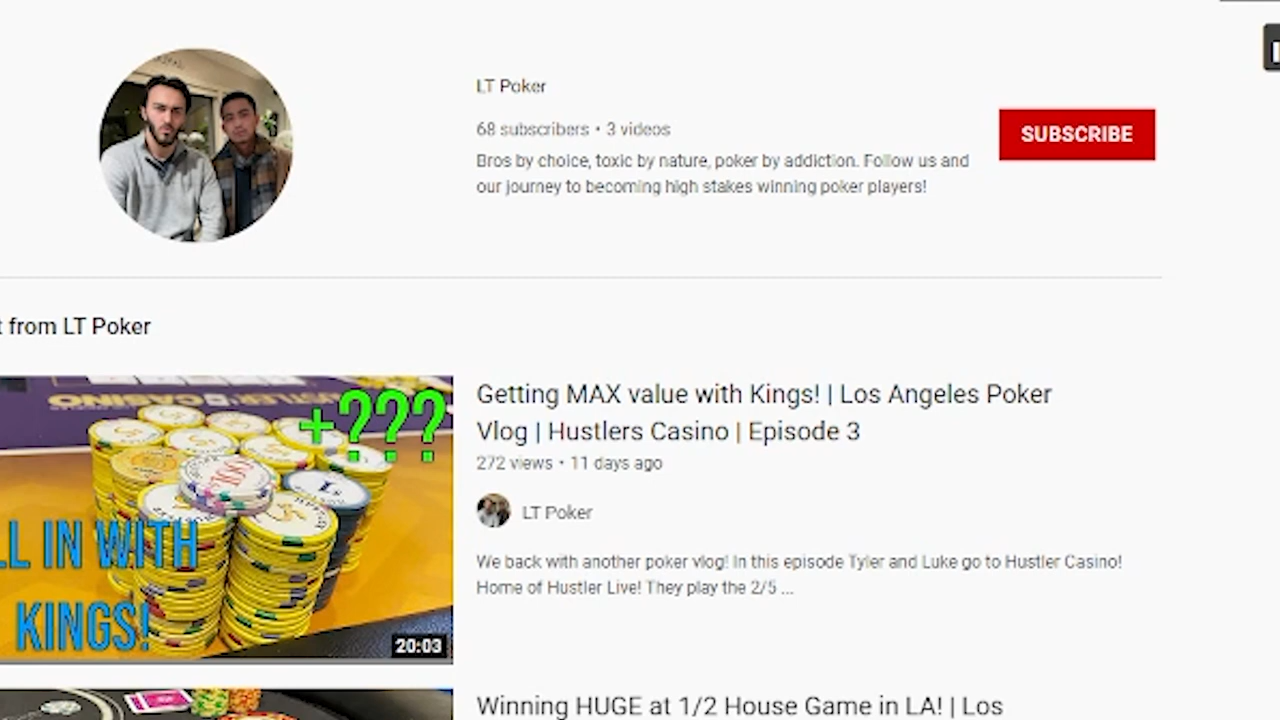 LT Poker
68 subscribers • 3 videos
Bros by choice, toxic by nature, poker by addiction. Follow us and
our journey to becoming high stakes winning poker players!
SUBSCRIBE
from LT Poker
+???
LL IN WITH
KINGS!
20:03
Getting MAX value with Kings! | Los Angeles Poker
Vlog | Hustlers Casino | Episode 3
272 views • 11 days ago
LT Poker
We back with another poker vlog! In this episode Tyler and Luke go to Hustler Casino!
Home of Hustler Live! They play the 2/5 ...
Winning HUGE at 1/2 House Game in LA! | Los